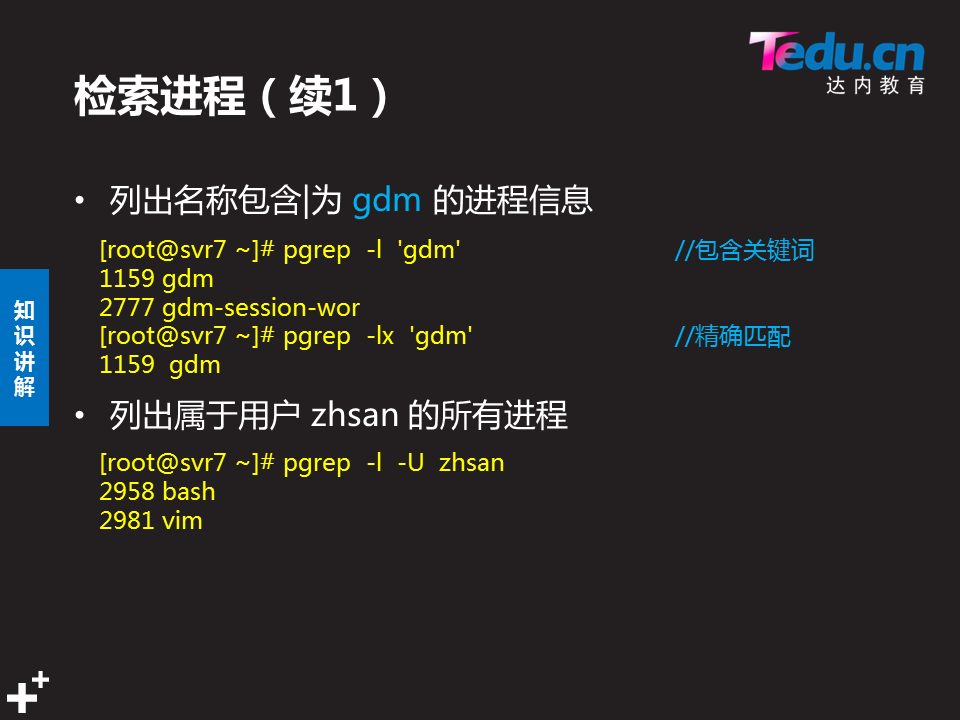 Tedu.cn
达内教育
检索进程（续1）
• 列出名称包含|为 gdm 的进程信息
[root@svr7 ~]# pgrep -l 'gdm' //包含关键词
1159 gdm
2777 gdm-session-wor
[root@svr7 ~]# pgrep -lx 'gdm' //精确匹配
1159 gdm
知识讲解
• 列出属于用户 zhsan 的所有进程
[root@svr7 ~]# pgrep -l -U zhsan
2958 bash
2981 vim